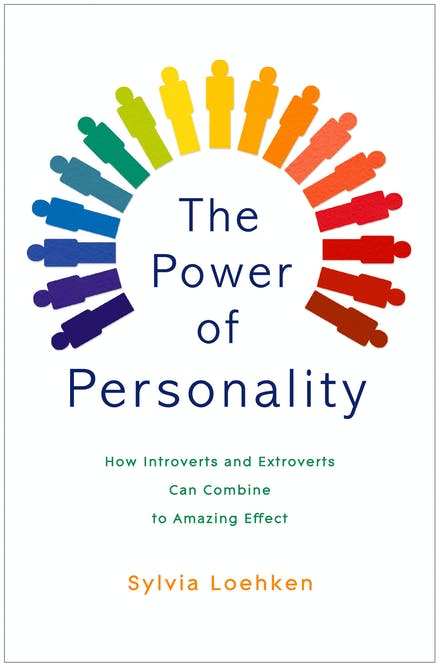 The
Power
of
Personality
How Introverts and Extroverts
Can Combine
to Amazing Effect
Sylvia Loehken